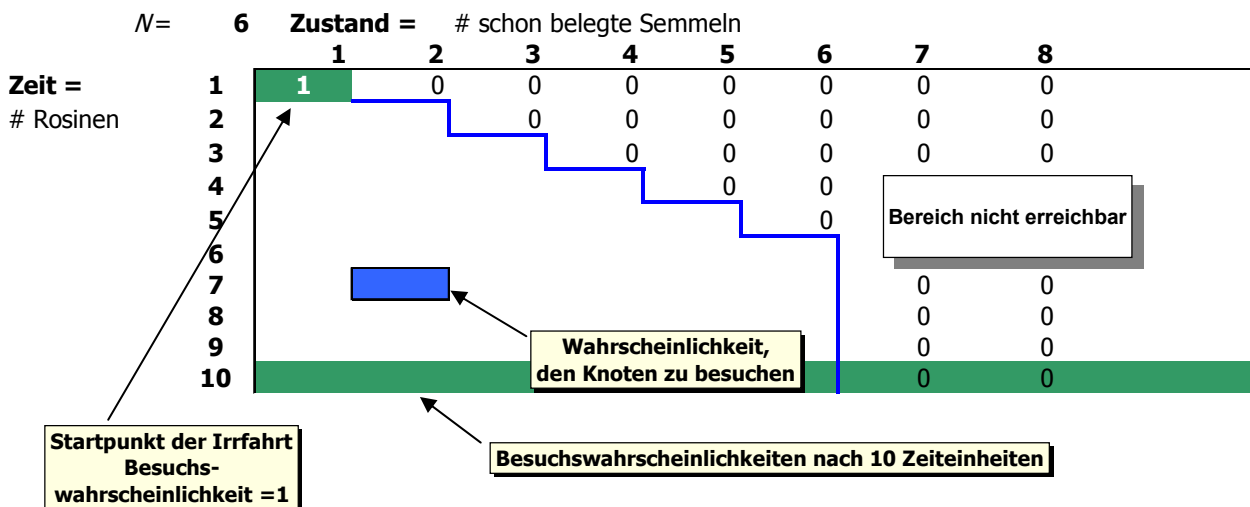 N= 6 Zustand = # schon belegte Semmeln
1 2 3 4 5 6 7 8
Zeit = 1 1 0 0 0 0 0 0 0
# Rosinen 2 0 0 0 0 0 0
3 0 0 0 0 0
4 0 0
5 0
Bereich nicht erreichbar
6
7 0 0
8 0 0
9 0 0
10 0 0
Wahrscheinlichkeit,
den Knoten zu besuchen
Startpunkt der Irrfahrt
Besuchs-
wahrscheinlichkeit =1
Besuchswahrscheinlichkeiten nach 10 Zeiteinheiten